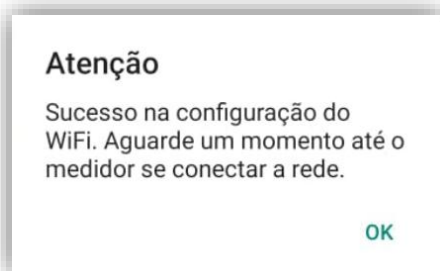 Atenção
Sucesso na configuração do
WiFi. Aguarde um momento até o
medidor se conectar a rede.
OK